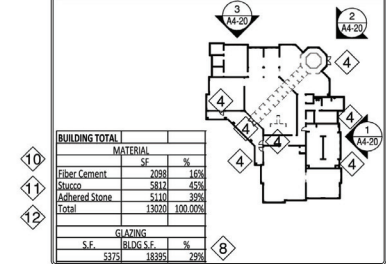 3
A4-20
2
A4-20
4
4
4
4
1
A4-20
4
4
4
BUILDING TOTAL
MATERIAL
SF %
10
Fiber Cement 2098 16%
11
Stucco 5812 45%
Adhered Stone 5110 39%
12
Total 13020 100.00%
GLAZING
8
S.F. BLDG S.F. %
5375 18395 29%